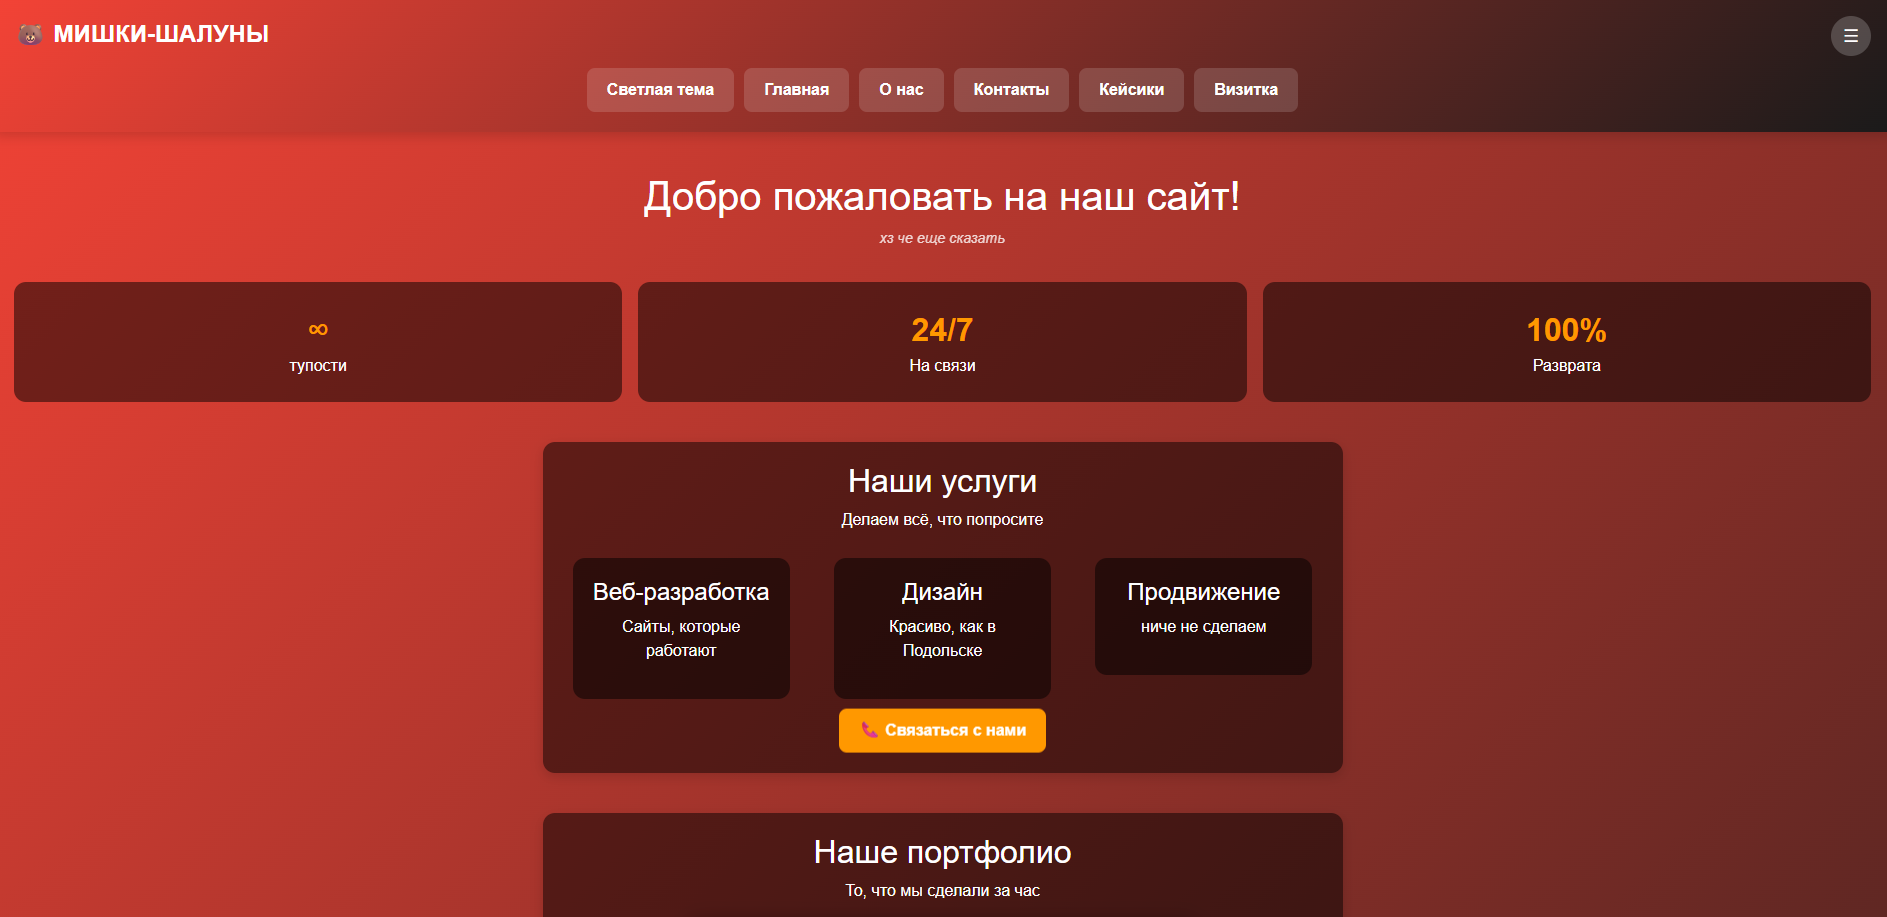 МИШКИ-ШАЛУНЫ
☰
Светлая тема
Главная
О нас
Контакты
Кейсики
Визитка
Добро пожаловать на наш сайт!
хз че еще сказать
∞
тупости
24/7
На связи
100%
Разврата
Наши услуги
Делаем всё, что попросите
Веб-разработка
Сайты, которые
работают
Дизайн
Красиво, как в
Подольске
Продвижение
ниче не сделаем
Связаться с нами
Наше портфолио
То, что мы сделали за час